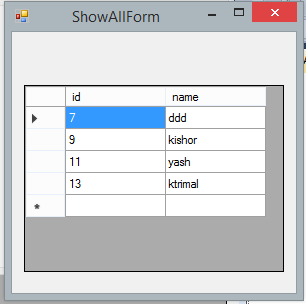 ShowAllForm
id name
7 ddd
9 kishor
11 yash
13 ktrimal
*